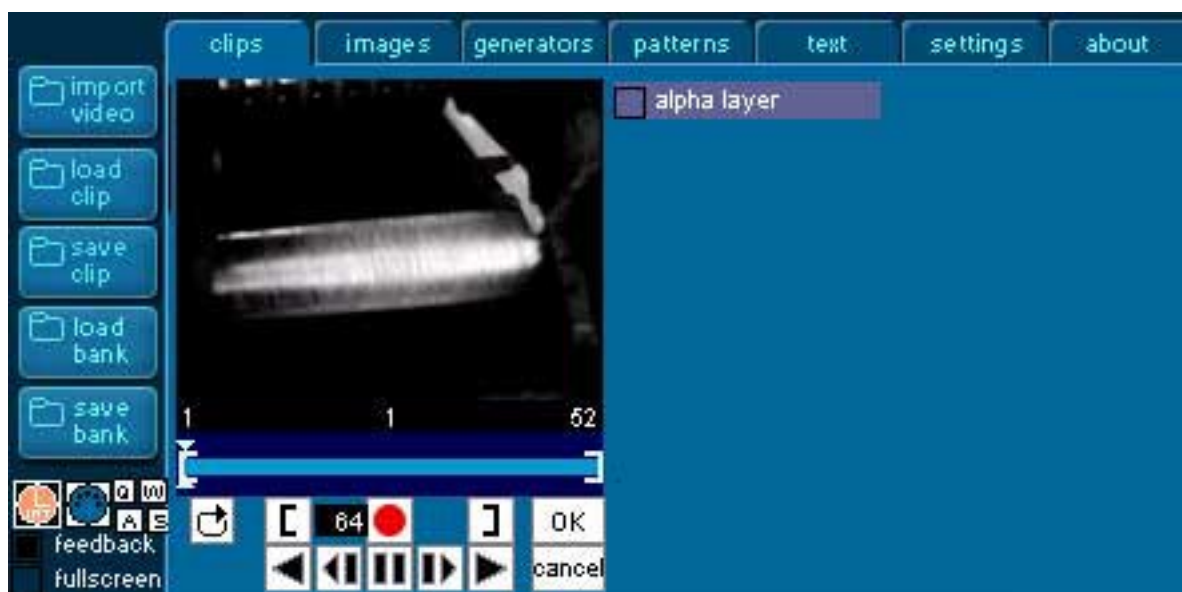 clips images generators patterns text settings about
import
video
alpha layer
load
clip
save
clip
load
bank
save
bank
1 1 52
Q W
A S
[ 64 ] OK
feedback
cancel
fullscreen